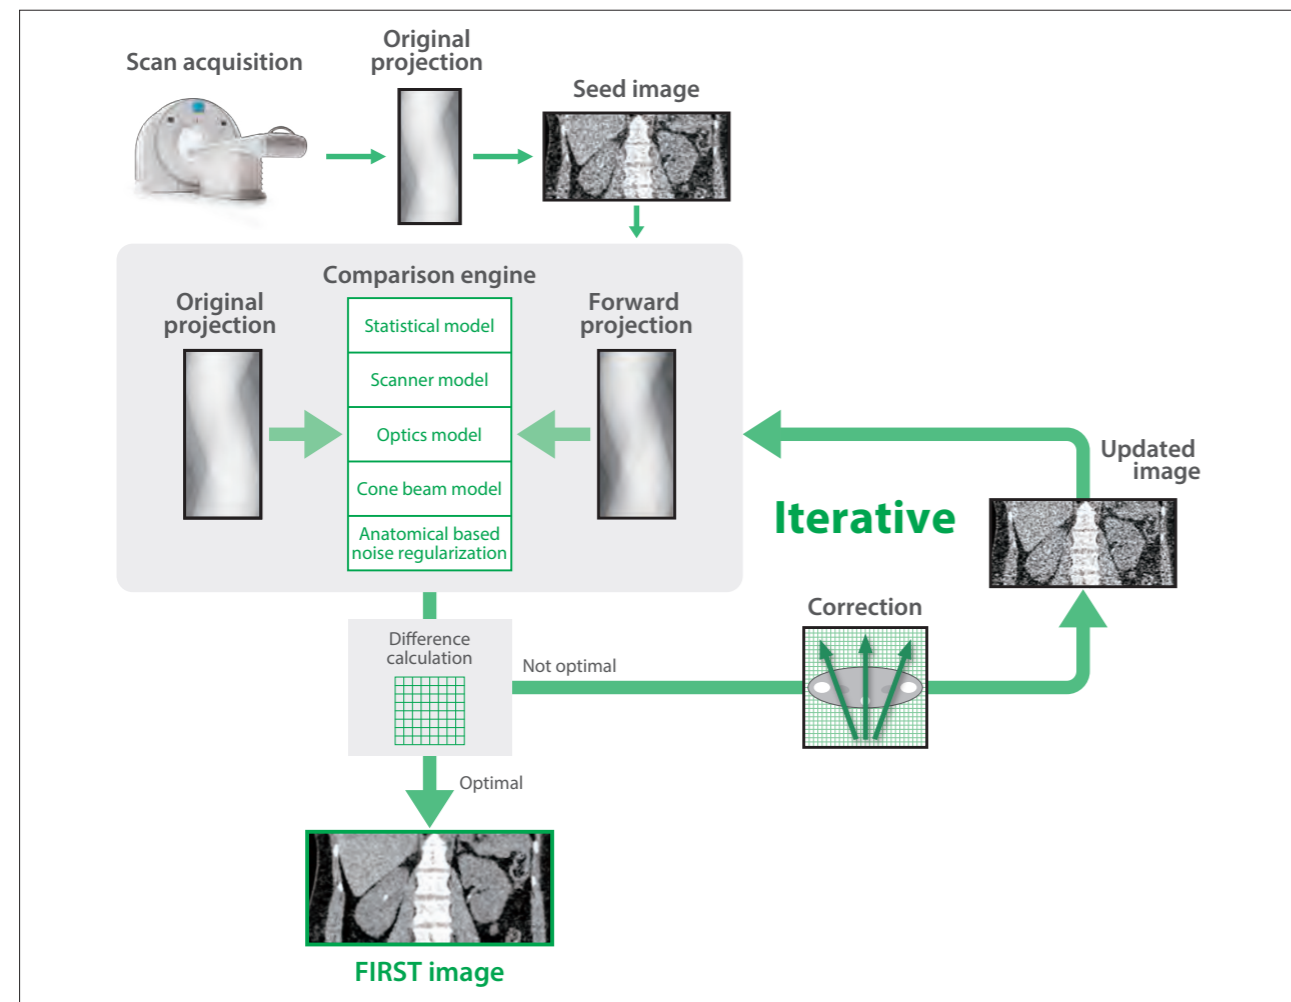 Scan acquisition
Original
projection
Seed image
Comparison engine
Original
projection
Statistical model
Scanner model
Optics model
Cone beam model
Anatomical based
noise regularization
Forward
projection
Iterative
Updated
image
Correction
Difference
calculation
Not optimal
Optimal
FIRST image